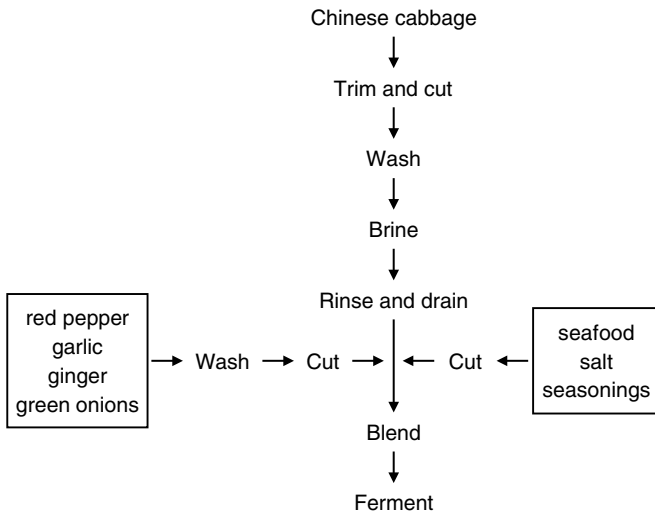 Chinese cabbage
Trim and cut
Wash
Brine
Rinse and drain
red pepper
garlic
ginger
green onions
Wash
Cut
Cut
seafood
salt
seasonings
Blend
Ferment